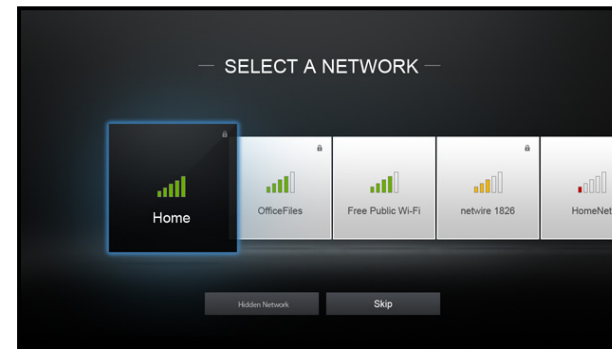 SELECT A NETWORK
Home
OfficeFiles
Free Public Wi-Fi
netwire 1826
HomeNet
Hidden Network
Skip